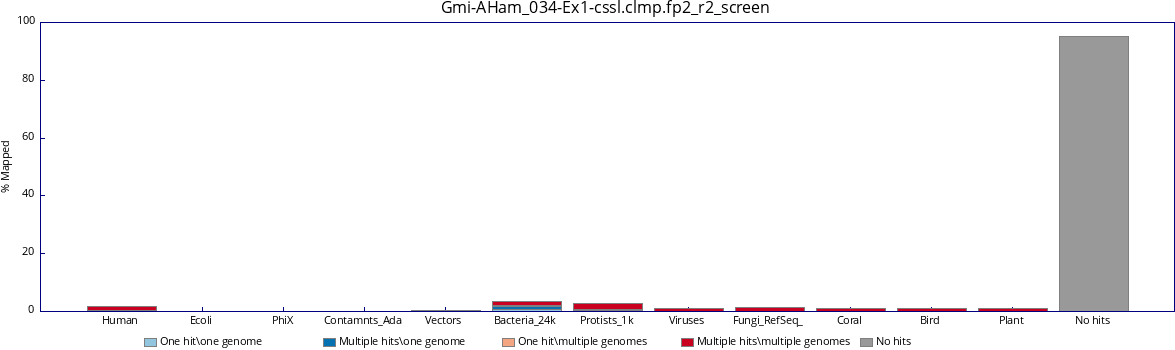 Gmi-AHam_034-Ex1-cssl.clmp.fp2_r2_screen
100
80
60
40
20
0
% Mapped
Human Ecoli PhiX Contamnts_Ada Vectors Bacteria_24k Protists_1k Viruses Fungi_RefSeq_ Coral Bird Plant No hits
One hit\one genome Multiple hits\one genome One hit\multiple genomes Multiple hits\multiple genomes No hits